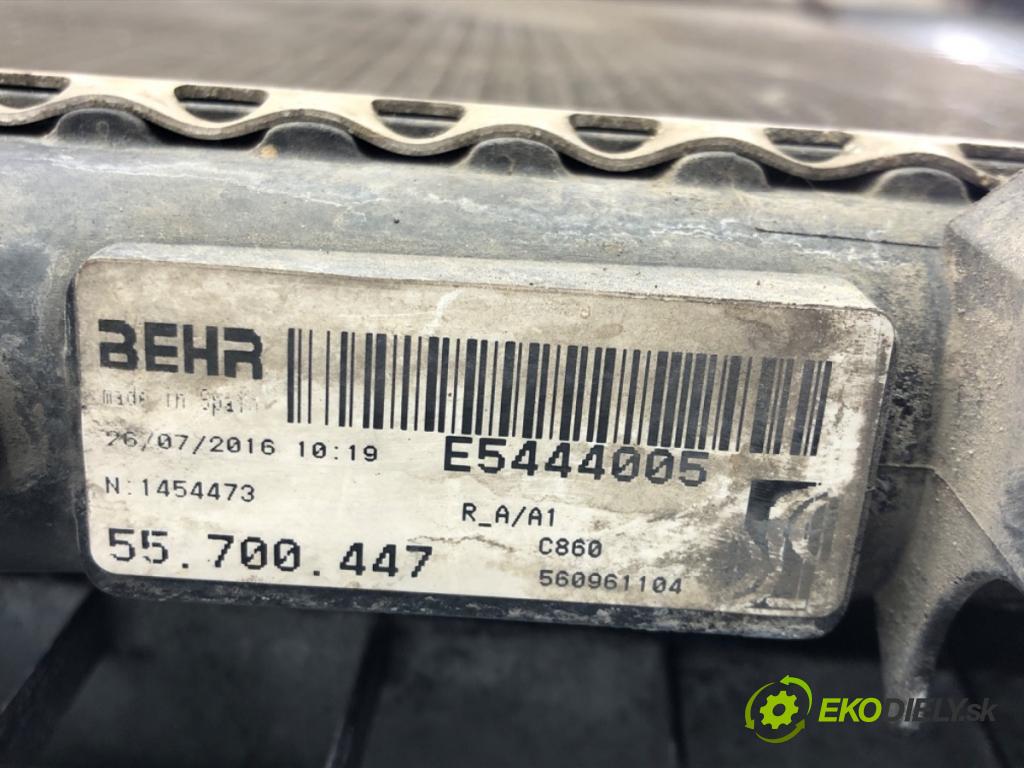 BEHR
made in Spain
26/07/2016 10:19
E5444005
N:1454473
R_A/A1
55.700.447
C860
560961104
EKODIELY.sk